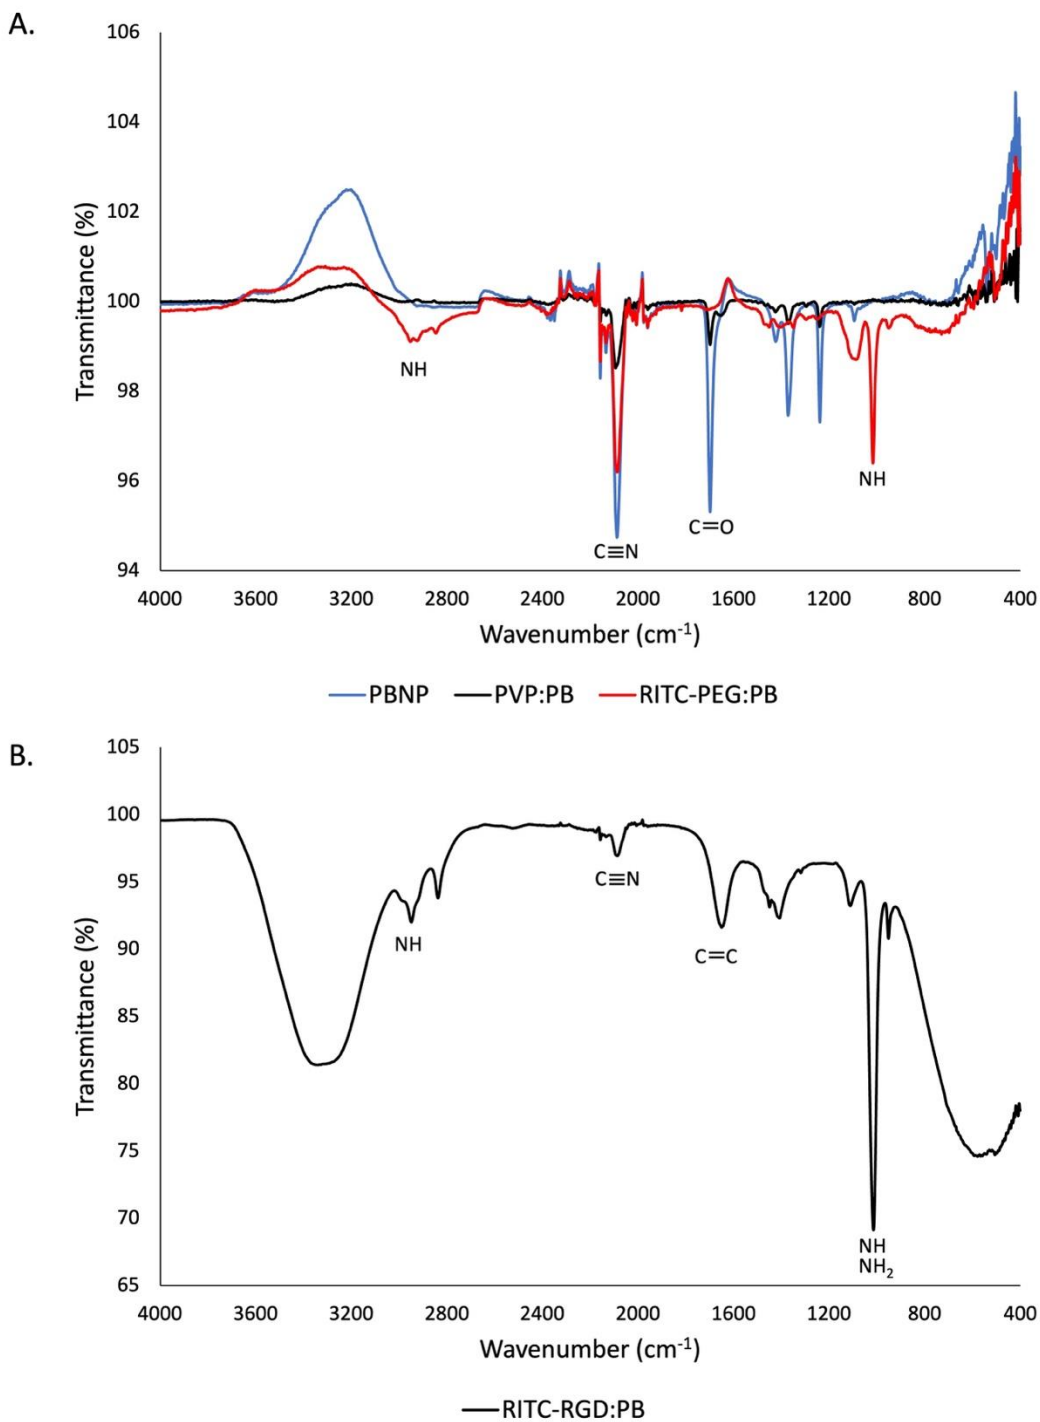 A.
106
104
102
100
98
96
94
Transmittance (%)
NH
C≡N
C=O
NH
4000 3600 3200 2800 2400 2000 1600 1200 800 400
Wavenumber (cm⁻¹)
PBNP PVP:PB RITC-PEG:PB
B.
105
100
95
90
85
80
75
70
65
Transmittance (%)
NH
C≡N
C=C
NH
NH₂
4000 3600 3200 2800 2400 2000 1600 1200 800 400
Wavenumber (cm⁻¹)
RITC-RGD:PB